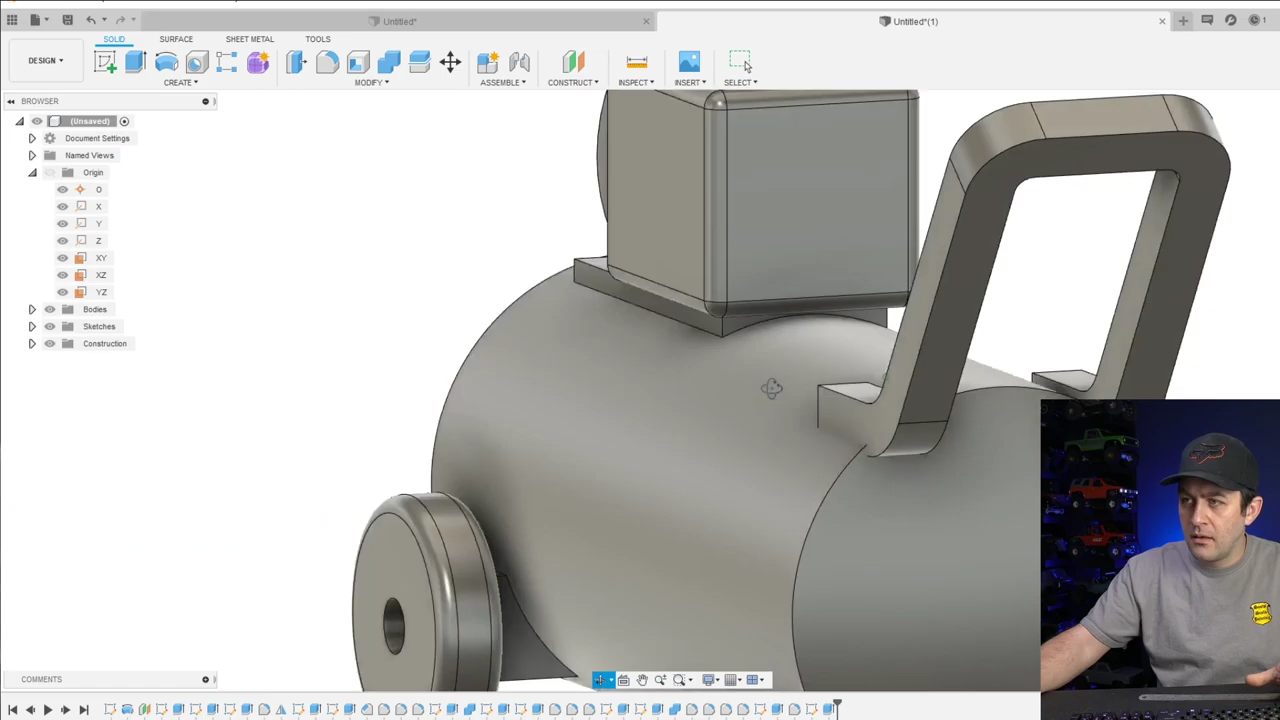 Untitled*
Untitled*(1)
1
DESIGN
SOLID
SURFACE
SHEET METAL
TOOLS
CREATE
MODIFY
ASSEMBLE
CONSTRUCT
INSPECT
INSERT
SELECT
BROWSER
(Unsaved)
Document Settings
Named Views
Origin
O
X
Y
Z
XY
XZ
YZ
Bodies
Sketches
Construction
COMMENTS